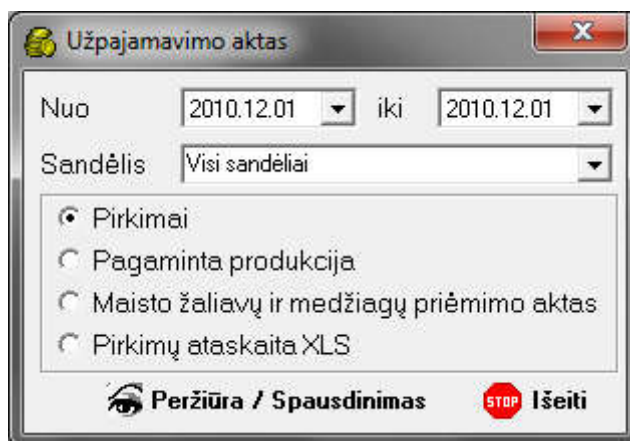 Užpajamavimo aktas
Nuo 2010.12.01 iki 2010.12.01
Sandėlis Visi sandėliai
Pirkimai
Pagaminta produkcija
Maisto žaliavų ir medžiagų priėmimo aktas
Pirkimų ataskaita XLS
Peržiūra / Spausdinimas STOP Išeiti